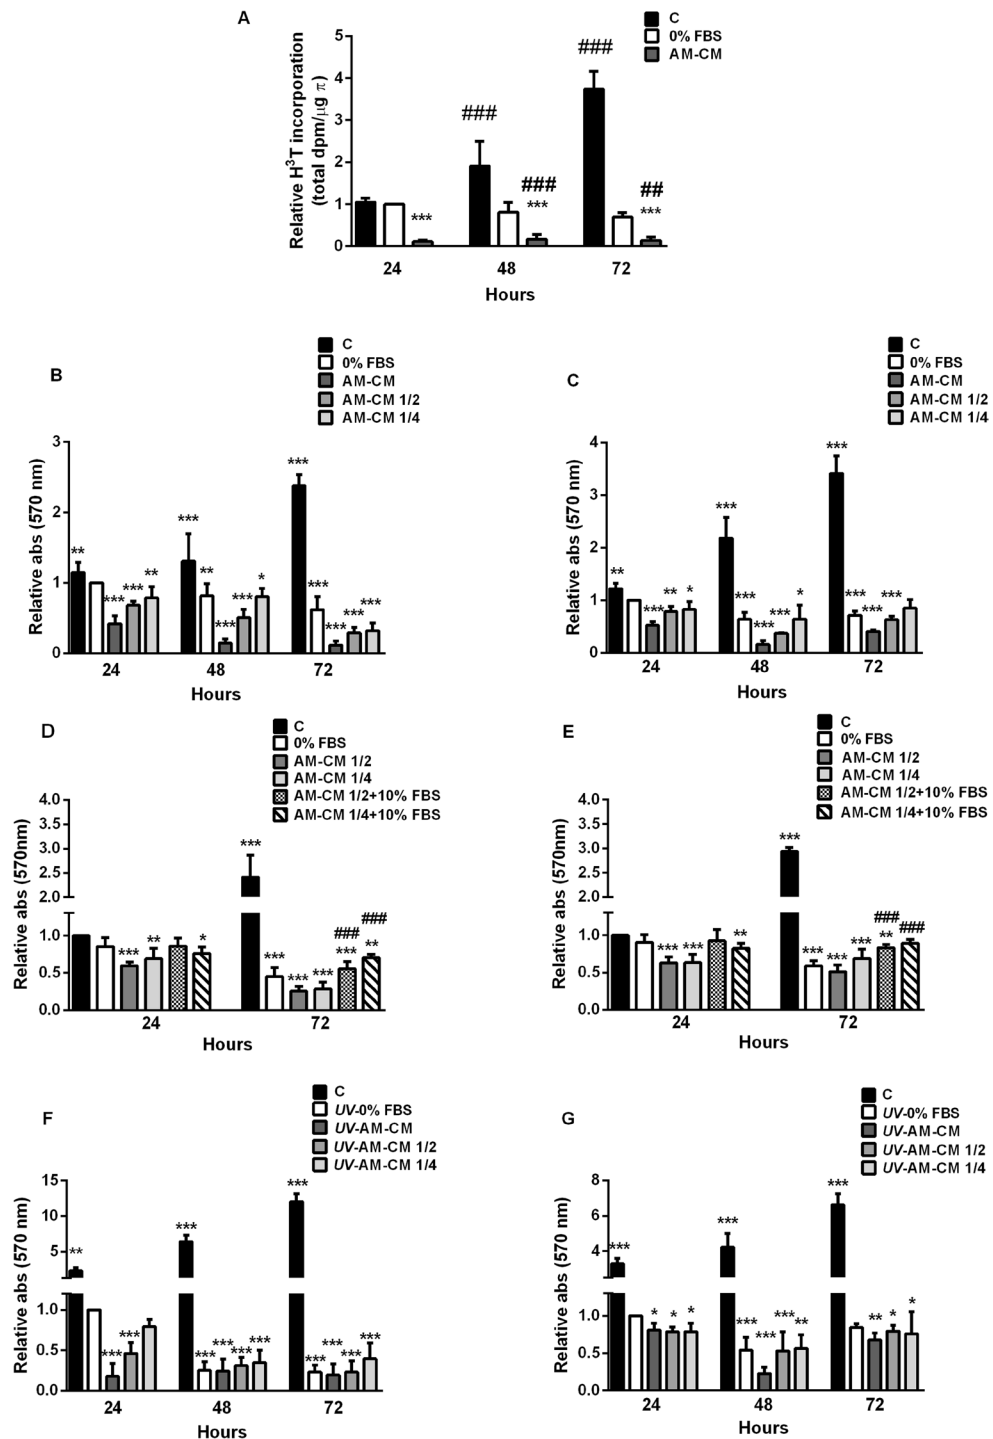 A
C
0% FBS
AM-CM
Relative H3T incorporation
(total dpm/µg π)
5
4
3
2
1
0
###
###
###
##
***
***
***
24
48
72
Hours
B
C
0% FBS
AM-CM
AM-CM 1/2
AM-CM 1/4
Relative abs (570 nm)
3
2
1
0
**
***
***
**
***
**
***
***
*
***
***
***
***
***
24
48
72
Hours
C
C
0% FBS
AM-CM
AM-CM 1/2
AM-CM 1/4
Relative abs (570 nm)
4
3
2
1
0
**
***
**
*
***
***
***
***
*
***
***
***
***
24
48
72
Hours
D
C
0% FBS
AM-CM 1/2
AM-CM 1/4
AM-CM 1/2+10% FBS
AM-CM 1/4+10% FBS
Relative abs (570nm)
4.0
3.5
3.0
2.5
2.0
1.0
0.5
0.0
***
**
*
***
***
***
***
###
***
###
**
24
72
Hours
E
C
0% FBS
AM-CM 1/2
AM-CM 1/4
AM-CM 1/2+10% FBS
AM-CM 1/4+10% FBS
Relative abs (570nm)
4.0
3.5
3.0
2.5
2.0
1.0
0.5
0.0
***
***
**
***
***
***
***
###
**
###
24
72
Hours
F
C
UV-0% FBS
UV-AM-CM
UV-AM-CM 1/2
UV-AM-CM 1/4
Relative abs (570 nm)
15
10
5
1.0
0.5
0.0
**
***
***
***
***
***
***
***
***
***
***
***
***
24
48
72
Hours
G
C
UV-0% FBS
UV-AM-CM
UV-AM-CM 1/2
UV-AM-CM 1/4
Relative abs (570 nm)
8
6
4
1.0
0.5
0.0
***
*
*
*
***
***
***
***
**
***
**
*
*
24
48
72
Hours